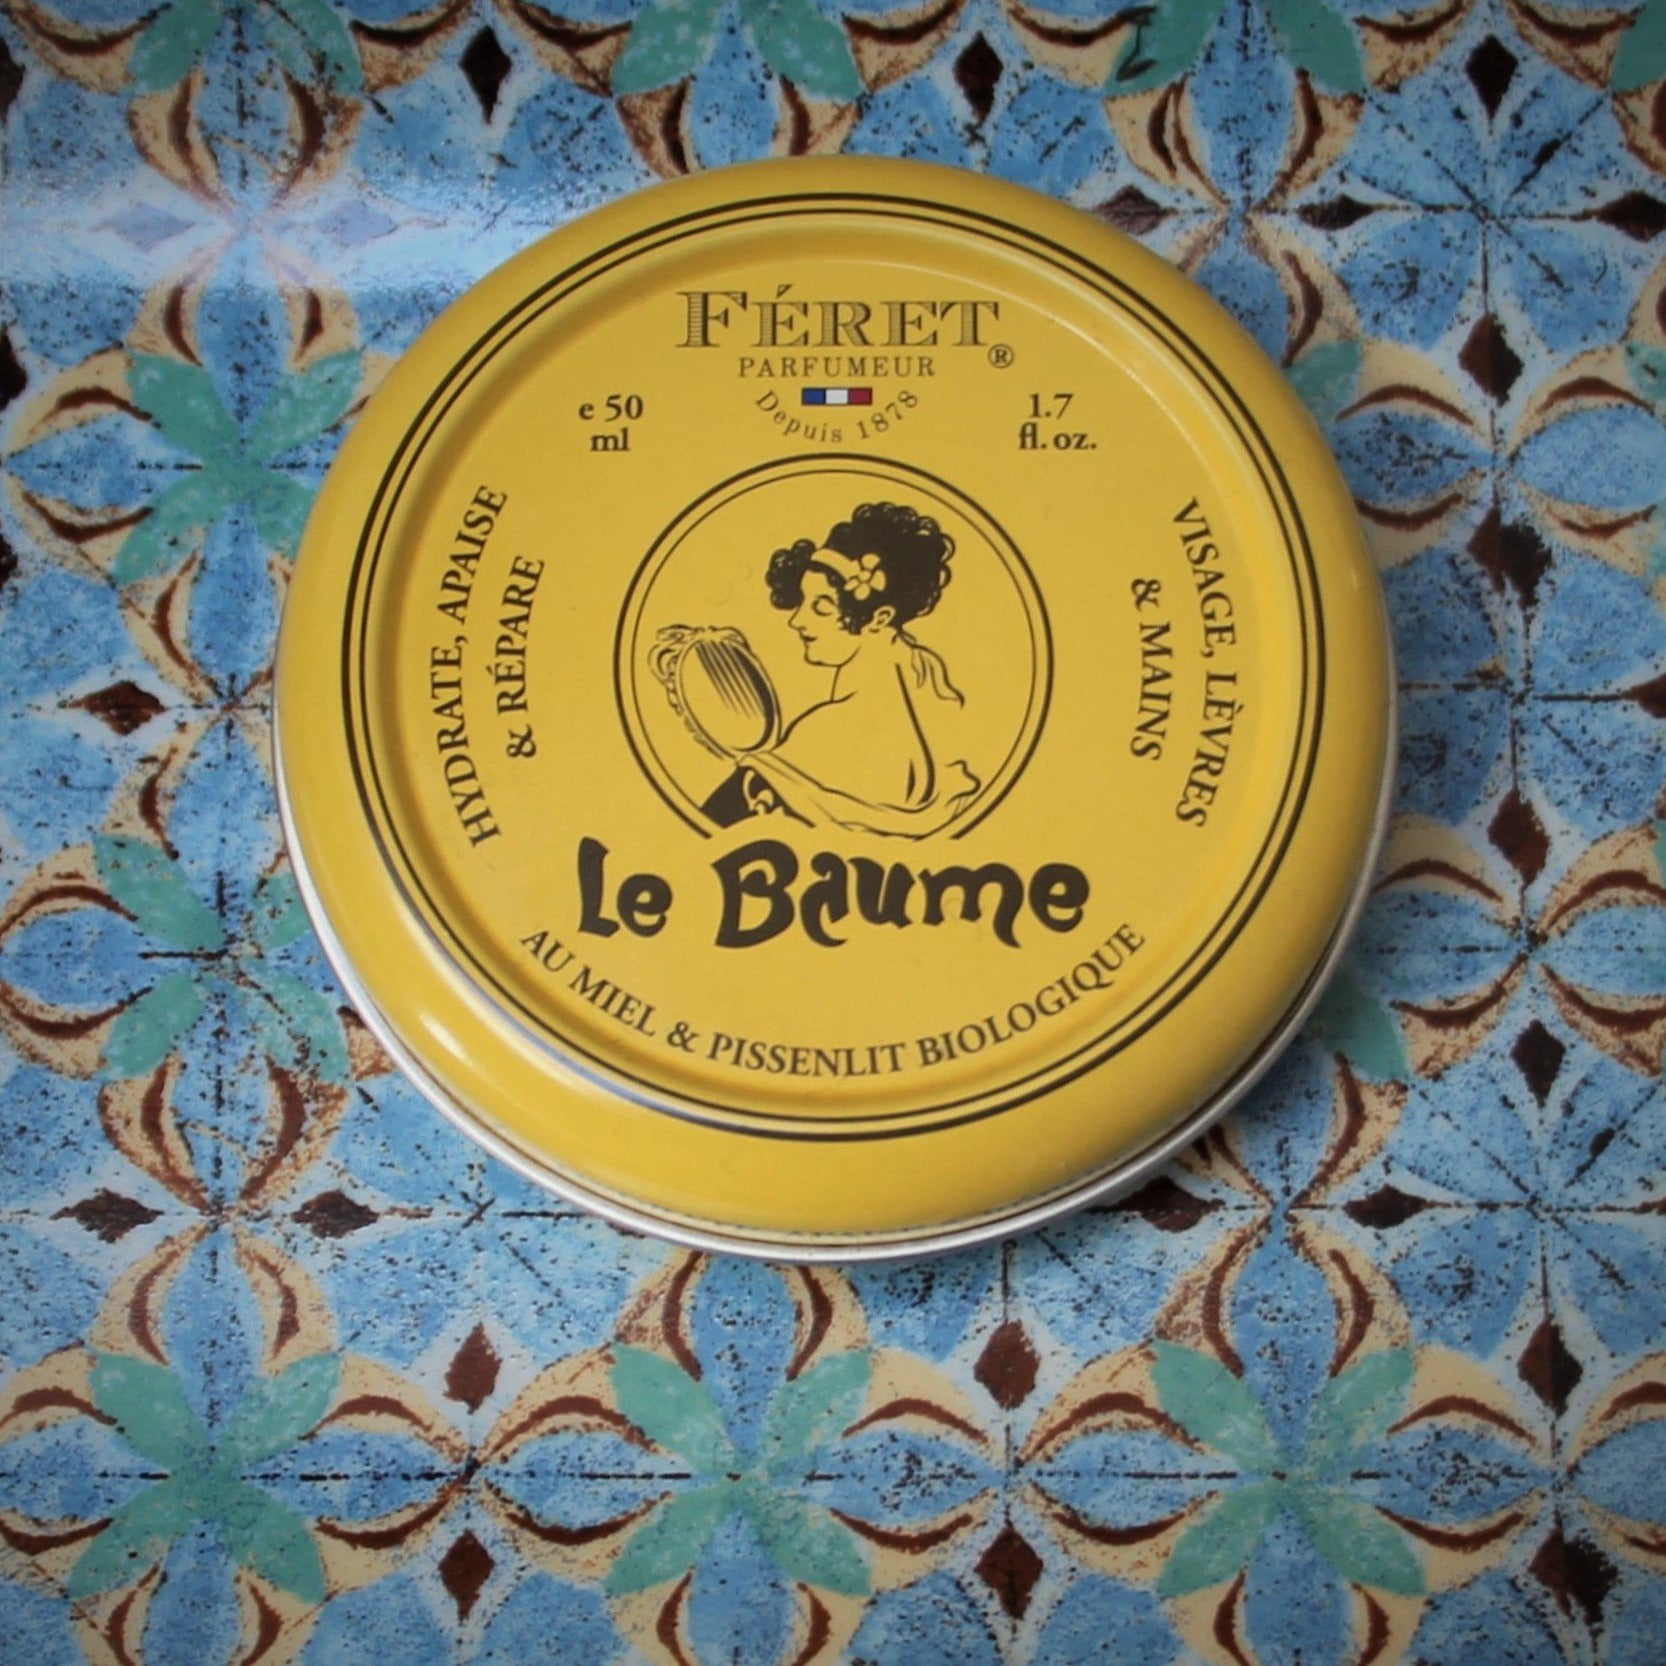 FÉRET®
PARFUMEUR
Depuis 1878
e 50
ml
1.7
fl. oz.
HYDRATE, APAISE
& RÉPARE
VISAGE, LÈVRES
& MAINS
Le Baume
AU MIEL & PISSENLIT BIOLOGIQUE